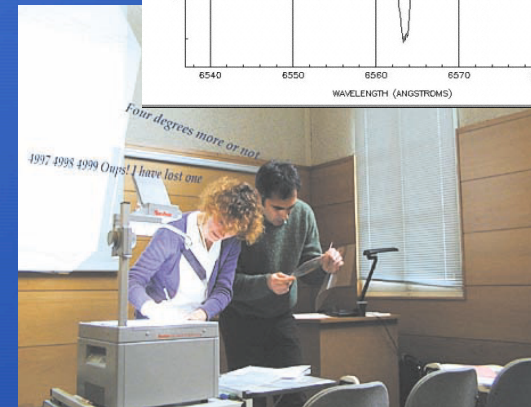 6540 6550 6560 6570
WAVELENGTH (ANGSTROMS)
Four degrees more or not
4997 4998 4999 Oups! I have lost one